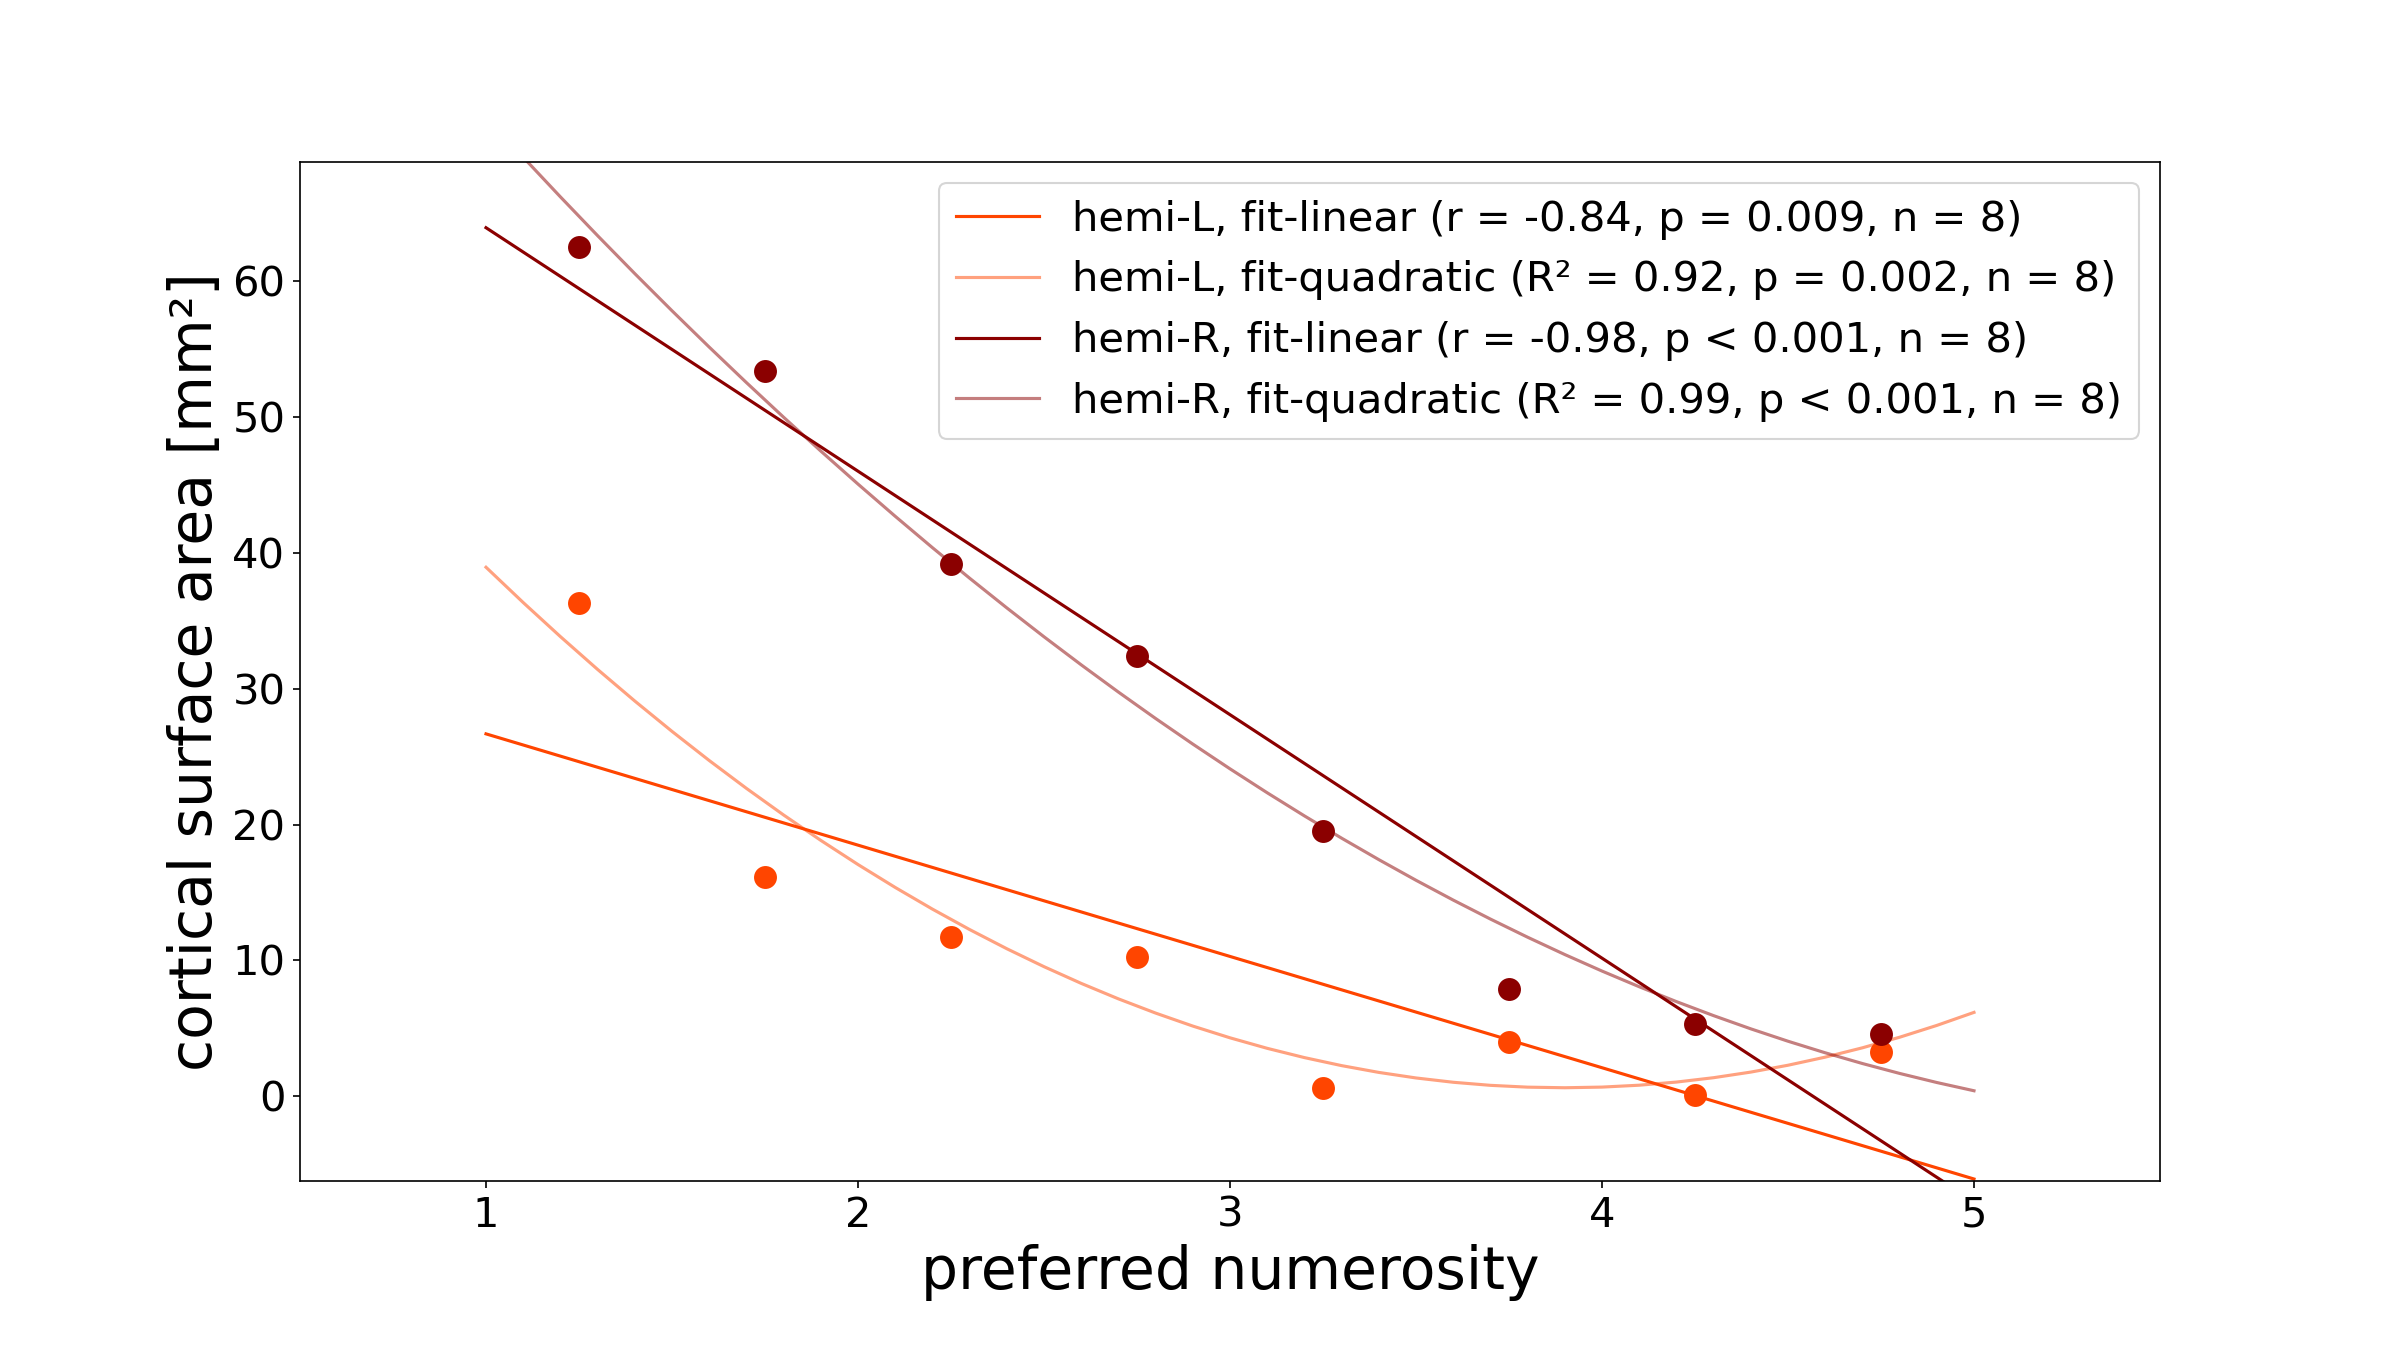 hemi-L, fit-linear (r = -0.84, p = 0.009, n = 8)
hemi-L, fit-quadratic (R² = 0.92, p = 0.002, n = 8)
hemi-R, fit-linear (r = -0.98, p < 0.001, n = 8)
hemi-R, fit-quadratic (R² = 0.99, p < 0.001, n = 8)
cortical surface area [mm²]
60
50
40
30
20
10
0
1 2 3 4 5
preferred numerosity